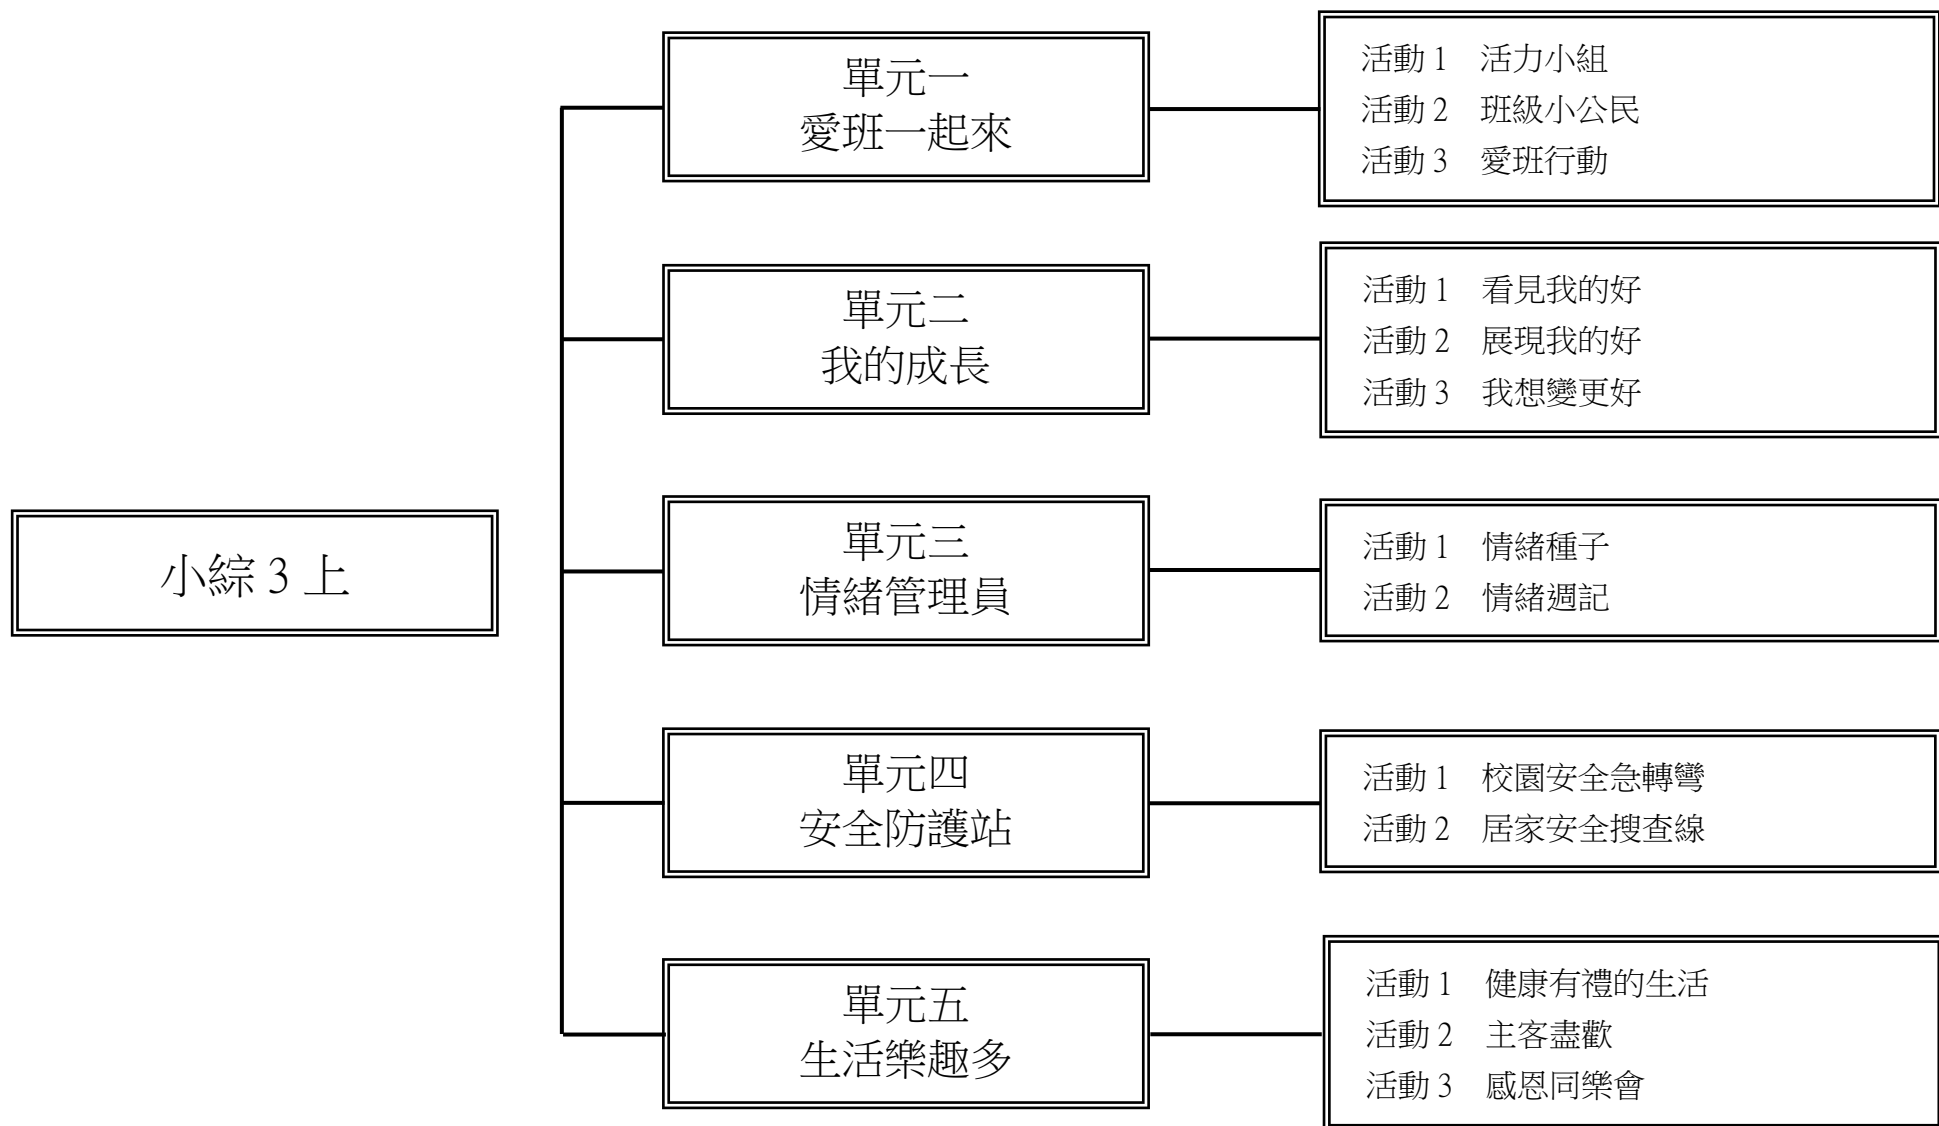 小綜 3 上
單元一
愛班一起來
活動 1　活力小組
活動 2　班級小公民
活動 3　愛班行動
單元二
我的成長
活動 1　看見我的好
活動 2　展現我的好
活動 3　我想變更好
單元三
情緒管理員
活動 1　情緒種子
活動 2　情緒週記
單元四
安全防護站
活動 1　校園安全急轉彎
活動 2　居家安全搜查線
單元五
生活樂趣多
活動 1　健康有禮的生活
活動 2　主客盡歡
活動 3　感恩同樂會